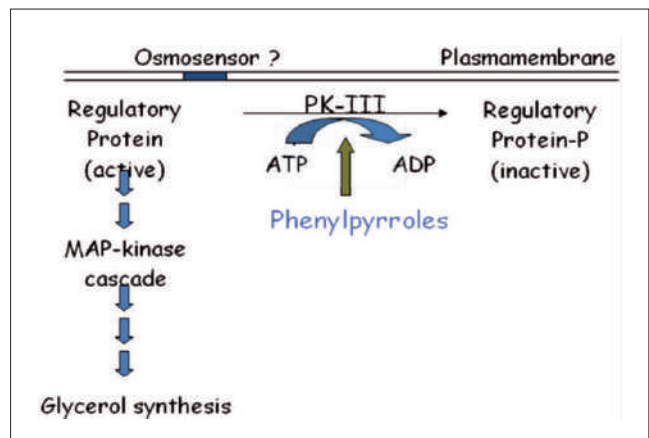 Osmosensor ? Plasmamembrane
Regulatory
Protein
(active)
PK-III
ATP ADP
Phenylpyrroles
Regulatory
Protein-P
(inactive)
MAP-kinase
cascade
Glycerol synthesis